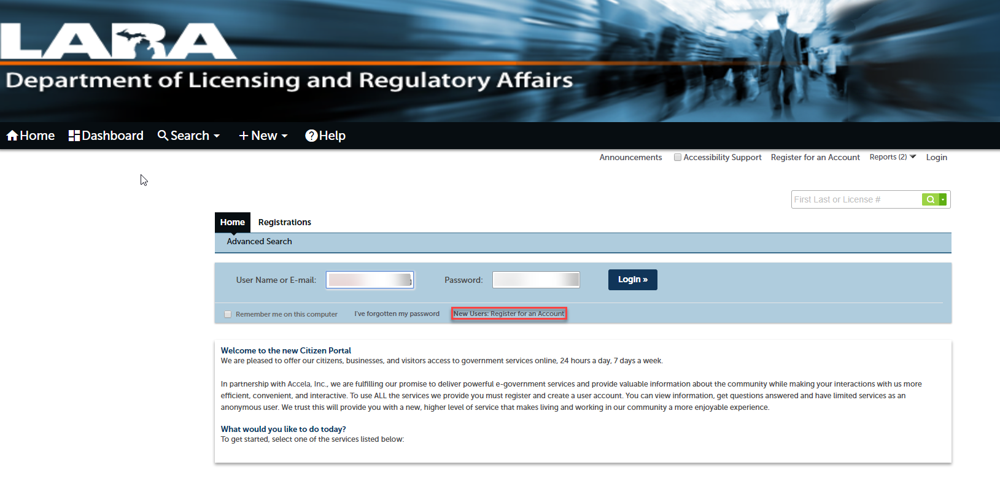 LARA
Department of Licensing and Regulatory Affairs
Home Dashboard Search New Help
Announcements Accessibility Support Register for an Account Reports (2) Login
First Last or License #
Home Registrations
Advanced Search
User Name or E-mail: Password: Login »
Remember me on this computer I've forgotten my password New Users: Register for an Account
Welcome to the new Citizen Portal
We are pleased to offer our citizens, businesses, and visitors access to government services online, 24 hours a day, 7 days a week.
In partnership with Accela, Inc., we are fulfilling our promise to deliver powerful e-government services and provide valuable information about the community while making your interactions with us more
efficient, convenient, and interactive. To use ALL the services we provide you must register and create a user account. You can view information, get questions answered and have limited services as an
anonymous user. We trust this will provide you with a new, higher level of service that makes living and working in our community a more enjoyable experience.
What would you like to do today?
To get started, select one of the services listed below: